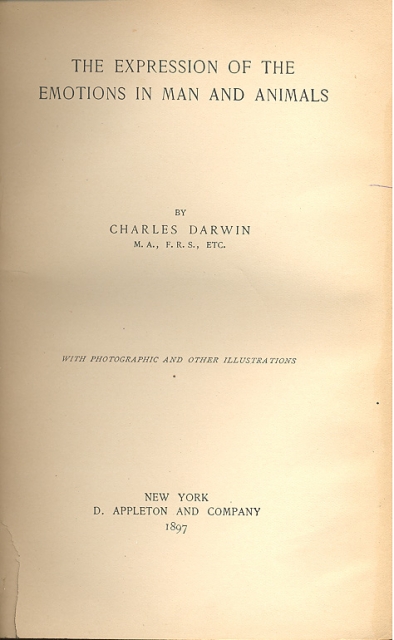 THE EXPRESSION OF THE
EMOTIONS IN MAN AND ANIMALS
BY
CHARLES DARWIN
M. A., F. R. S., ETC.
WITH PHOTOGRAPHIC AND OTHER ILLUSTRATIONS
NEW YORK
D. APPLETON AND COMPANY
1897